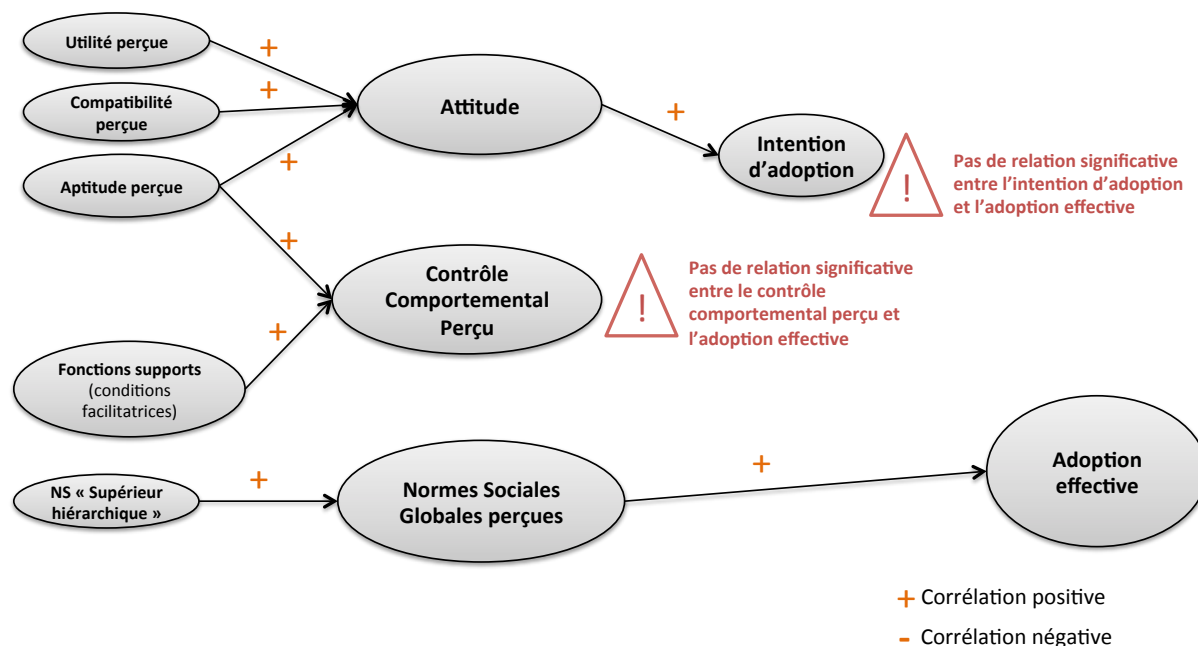 Utilité perçue
+
+
Compatibilité
perçue
Attitude
+
Intention
d’adoption
!
Pas de relation significative
entre l’intention d’adoption
et l’adoption effective
Aptitude perçue
+
+
Contrôle
Comportemental
Perçu
!
Pas de relation significative
entre le contrôle
comportemental perçu et
l’adoption effective
+
Fonctions supports
(conditions
facilitatrices)
NS « Supérieur
hiérarchique »
+
Normes Sociales
Globales perçues
+
Adoption
effective
+ Corrélation positive
- Corrélation négative